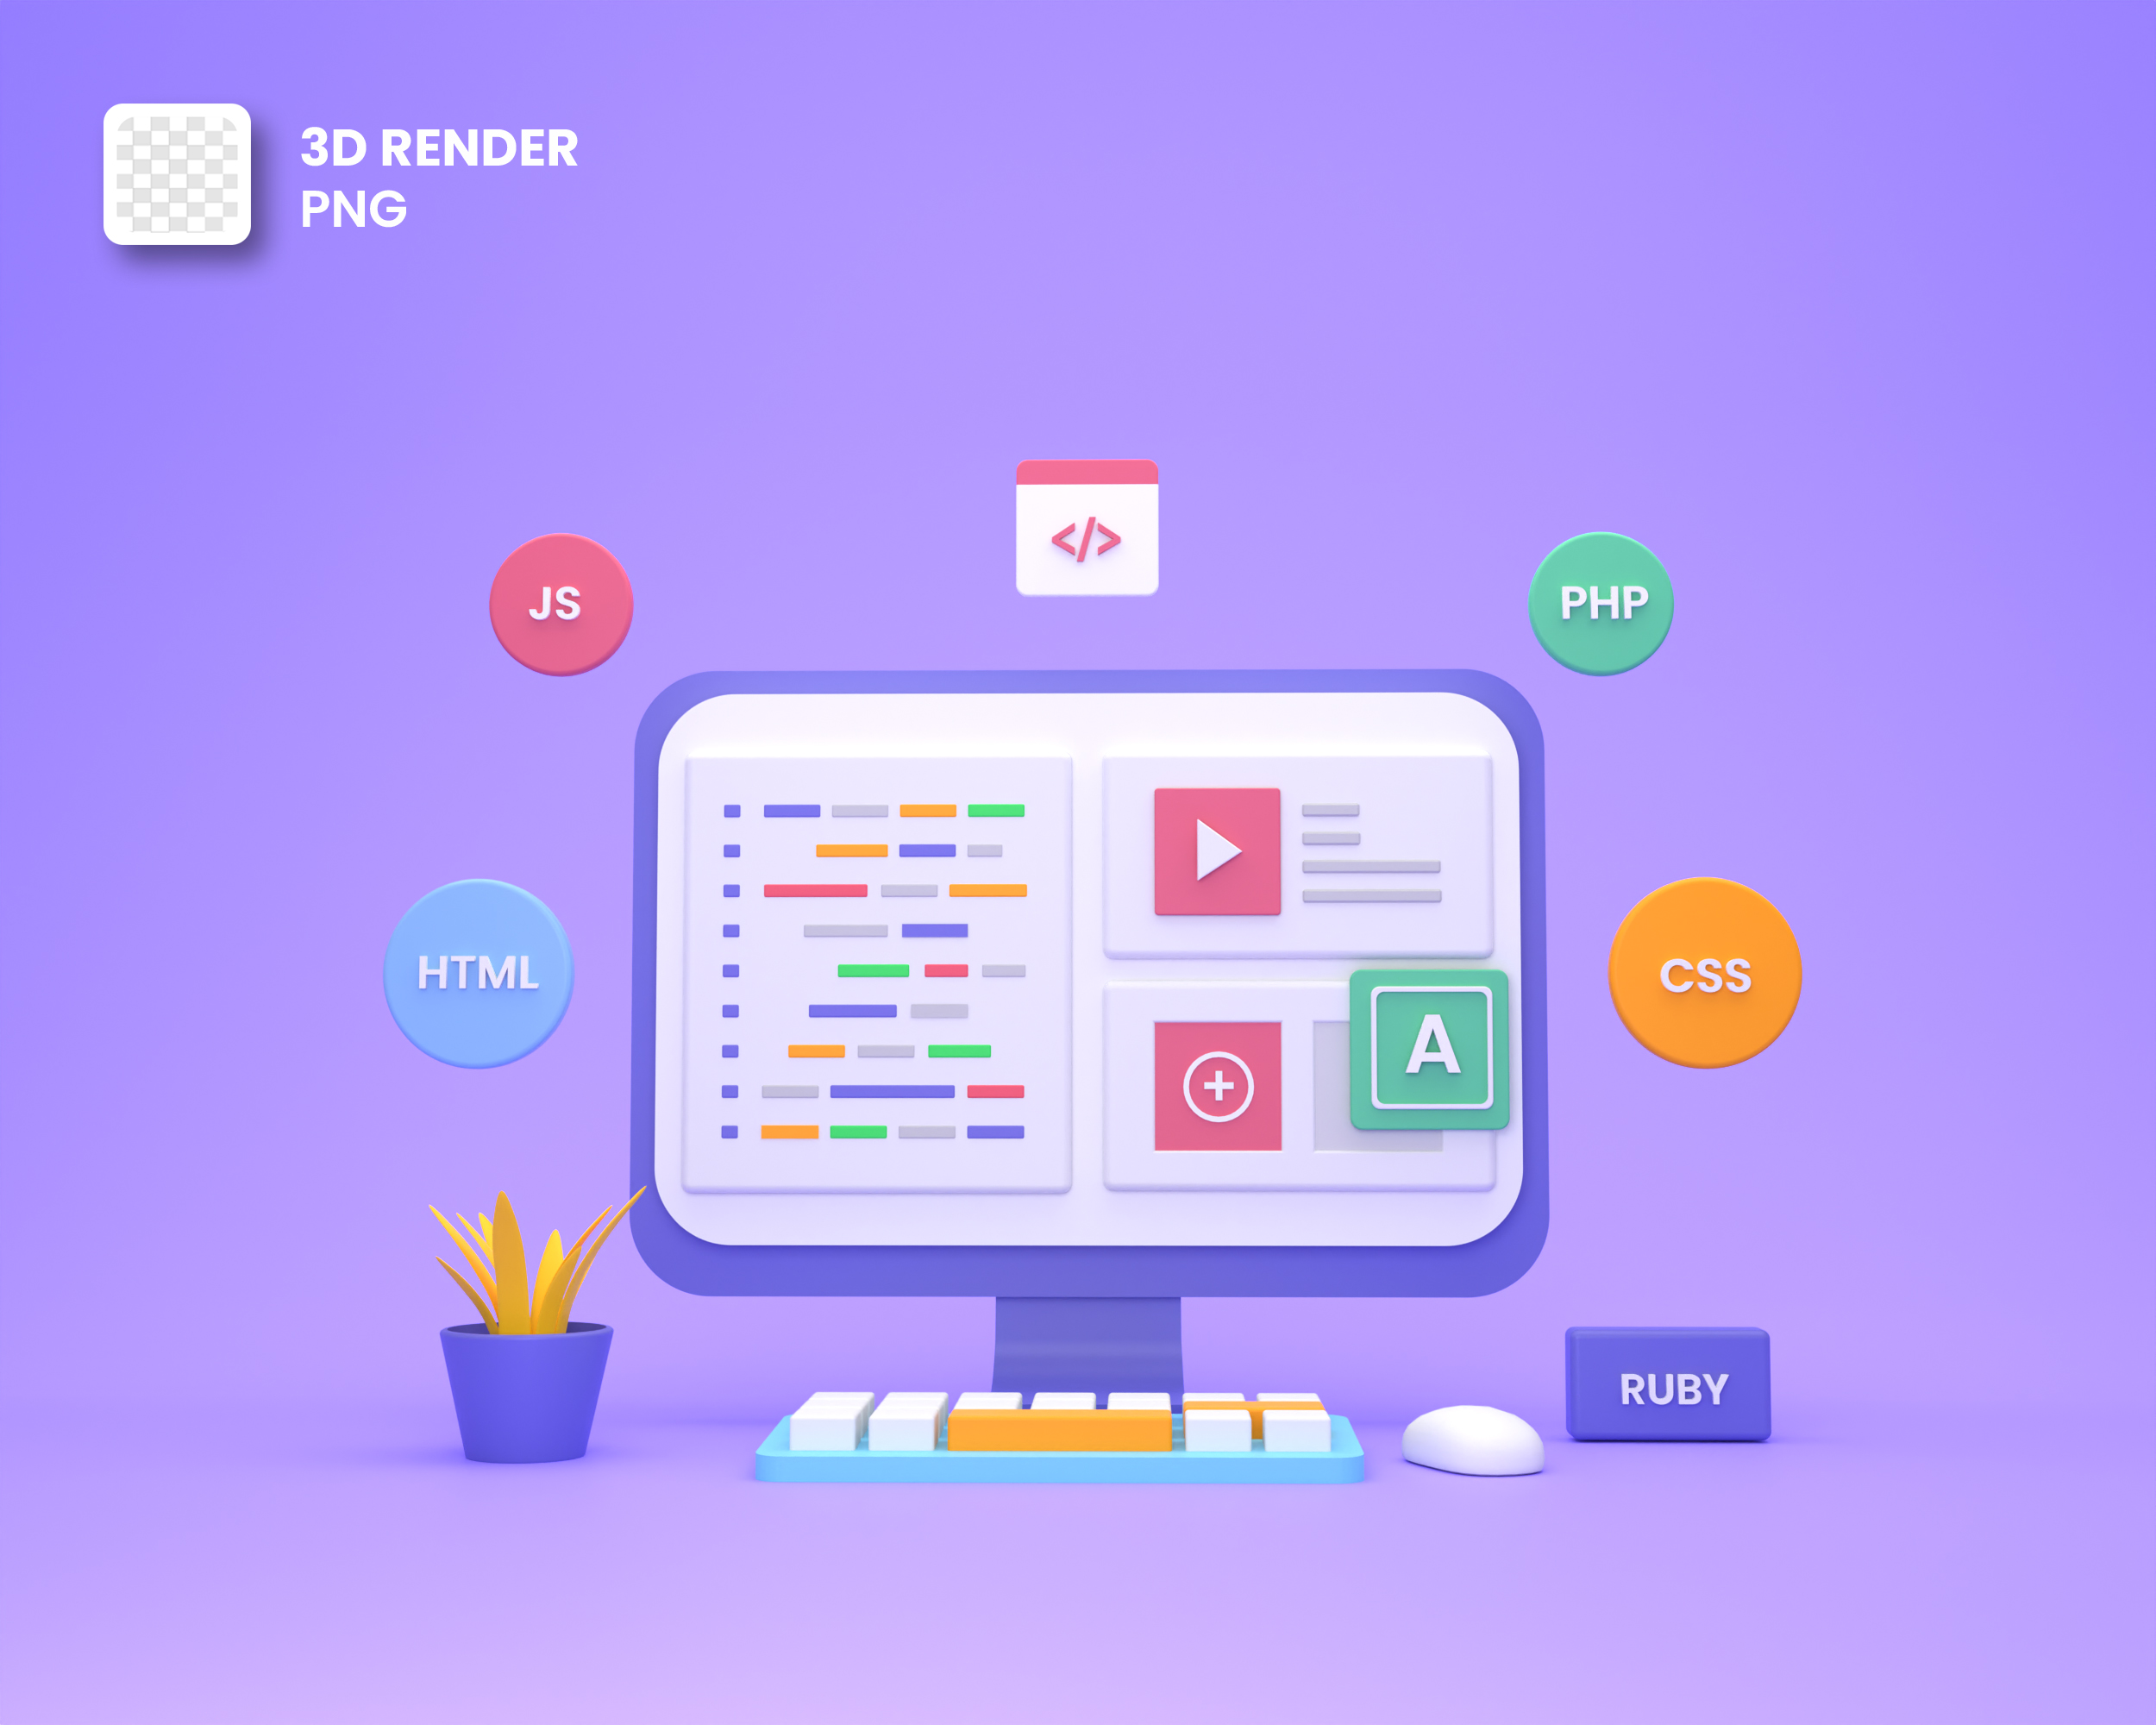 3D RENDER
PNG
</>
JS
PHP
HTML
CSS
A
RUBY